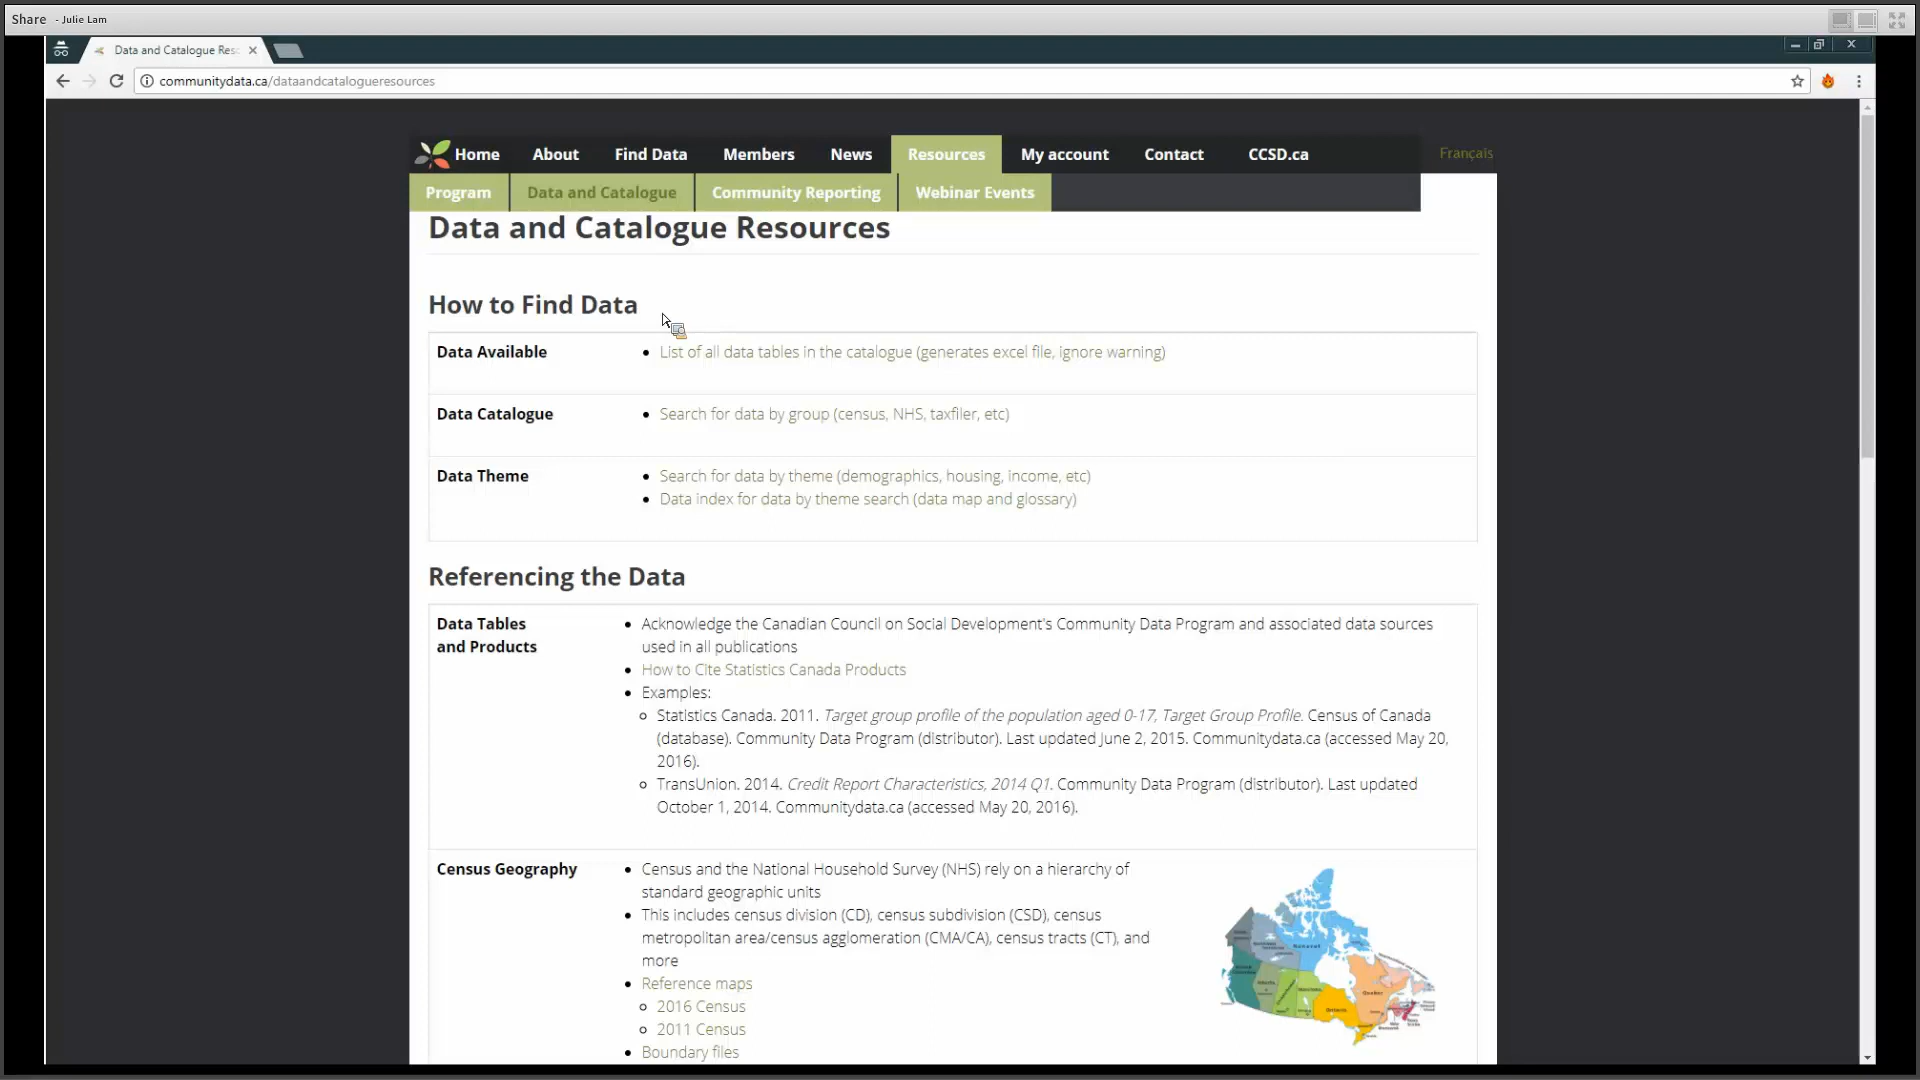 Share - Julie Lam
Data and Catalogue Res
communitydata.ca/dataandcatalogueresources
Home About Find Data Members News Resources My account Contact CCSD.ca Français
Program Data and Catalogue Community Reporting Webinar Events
Data and Catalogue Resources
How to Find Data
Data Available • List of all data tables in the catalogue (generates excel file, ignore warning)
Data Catalogue • Search for data by group (census, NHS, taxfiler, etc)
Data Theme • Search for data by theme (demographics, housing, income, etc)
• Data index for data by theme search (data map and glossary)
Referencing the Data
Data Tables • Acknowledge the Canadian Council on Social Development's Community Data Program and associated data sources
and Products used in all publications
• How to Cite Statistics Canada Products
• Examples:
Statistics Canada. 2011. Target group profile of the population aged 0-17, Target Group Profile. Census of Canada
(database). Community Data Program (distributor). Last updated June 2, 2015. Communitydata.ca (accessed May 20,
2016).
TransUnion. 2014. Credit Report Characteristics, 2014 Q1. Community Data Program (distributor). Last updated
October 1, 2014. Communitydata.ca (accessed May 20, 2016).
Census Geography • Census and the National Household Survey (NHS) rely on a hierarchy of
standard geographic units
• This includes census division (CD), census subdivision (CSD), census
metropolitan area/census agglomeration (CMA/CA), census tracts (CT), and
more
• Reference maps
2016 Census
2011 Census
• Boundary files